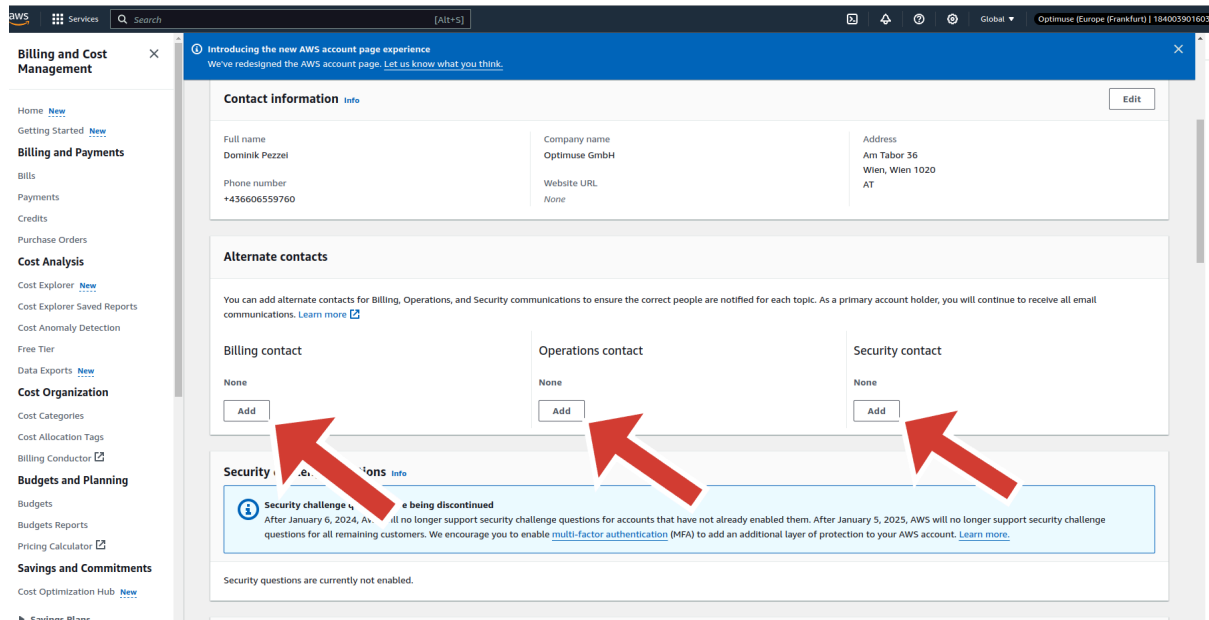 aws
Services
Search
[Alt+S]
Global
Optimuse (Europe (Frankfurt) | 184003901603
Billing and Cost
Management
Home New
Getting Started New
Billing and Payments
Bills
Payments
Credits
Purchase Orders
Cost Analysis
Cost Explorer New
Cost Explorer Saved Reports
Cost Anomaly Detection
Free Tier
Data Exports New
Cost Organization
Cost Categories
Cost Allocation Tags
Billing Conductor
Budgets and Planning
Budgets
Budgets Reports
Pricing Calculator
Savings and Commitments
Cost Optimization Hub New
Savings Plans
Introducing the new AWS account page experience
We've redesigned the AWS account page. Let us know what you think.
Contact information Info
Edit
Full name
Dominik Pezzei
Phone number
+436606559760
Company name
Optimuse GmbH
Website URL
None
Address
Am Tabor 36
Wien, Wien 1020
AT
Alternate contacts
You can add alternate contacts for Billing, Operations, and Security communications to ensure the correct people are notified for each topic. As a primary account holder, you will continue to receive all email
communications. Learn more
Billing contact
None
Add
Operations contact
None
Add
Security contact
None
Add
Security Info
Security challenge being discontinued
After January 6, 2024, no longer support security challenge questions for accounts that have not already enabled them. After January 5, 2025, AWS will no longer support security challenge
questions for all remaining customers. We encourage you to enable multi-factor authentication (MFA) to add an additional layer of protection to your AWS account. Learn more.
Security questions are currently not enabled.